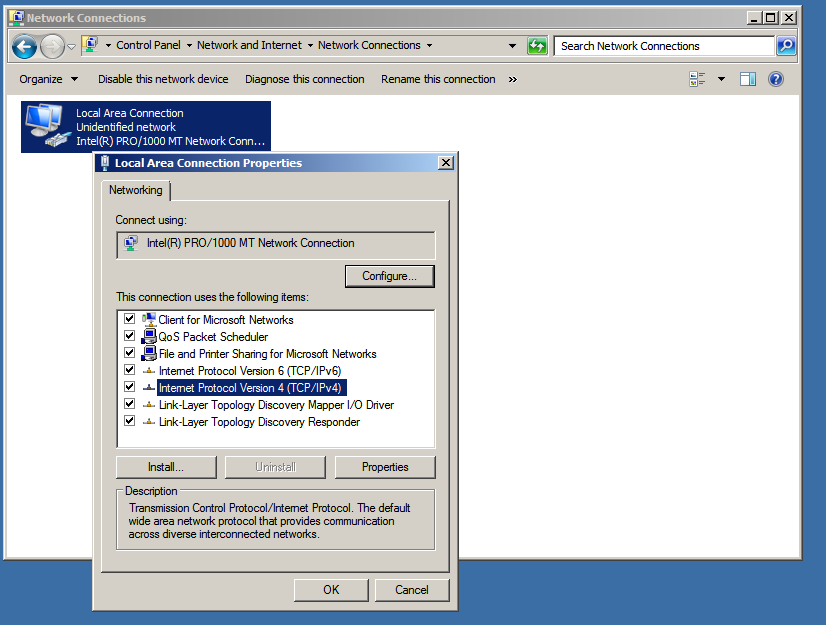 Network Connections
Control Panel Network and Internet Network Connections
Search Network Connections
Organize Disable this network device Diagnose this connection Rename this connection »
Local Area Connection
Unidentified network
Intel(R) PRO/1000 MT Network Conn...
Local Area Connection Properties
Networking
Connect using:
Intel(R) PRO/1000 MT Network Connection
Configure...
This connection uses the following items:
Client for Microsoft Networks
QoS Packet Scheduler
File and Printer Sharing for Microsoft Networks
Internet Protocol Version 6 (TCP/IPv6)
Internet Protocol Version 4 (TCP/IPv4)
Link-Layer Topology Discovery Mapper I/O Driver
Link-Layer Topology Discovery Responder
Install... Uninstall Properties
Description
Transmission Control Protocol/Internet Protocol. The default
wide area network protocol that provides communication
across diverse interconnected networks.
OK Cancel